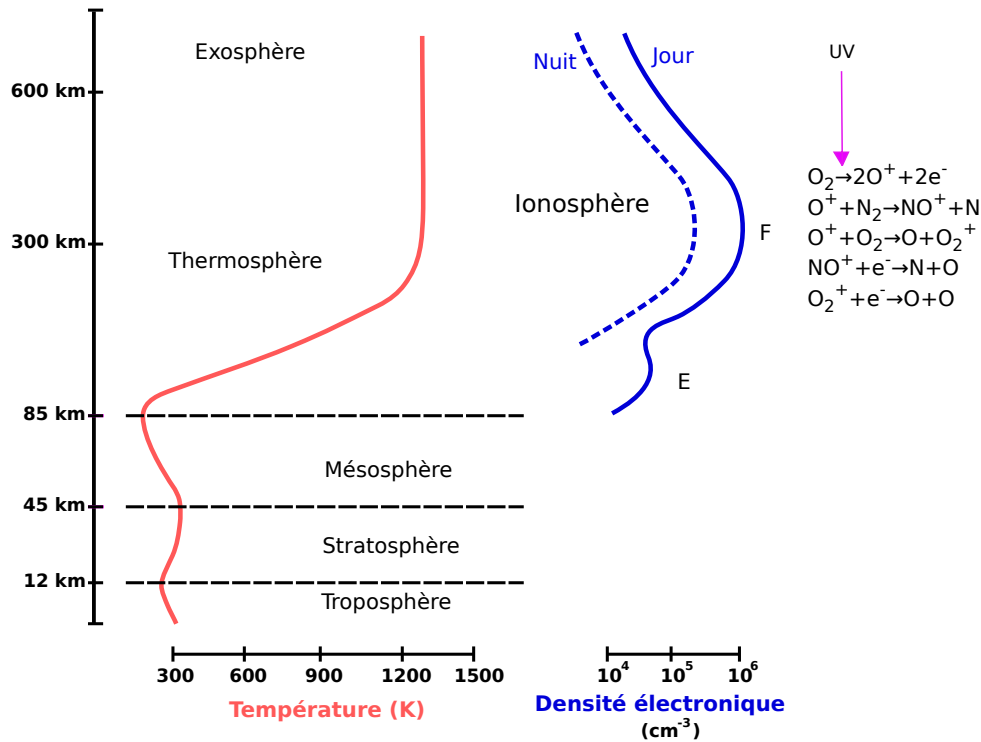 Exosphère
600 km
Nuit
Jour
UV
O₂→2O⁺+2e⁻
O⁺+N₂→NO⁺+N
O⁺+O₂→O+O₂⁺
NO⁺+e⁻→N+O
O₂⁺+e⁻→O+O
Ionosphère
F
300 km
Thermosphère
E
85 km
Mésosphère
45 km
Stratosphère
12 km
Troposphère
300 600 900 1200 1500
Température (K)
10⁴ 10⁵ 10⁶
Densité électronique
(cm⁻³)